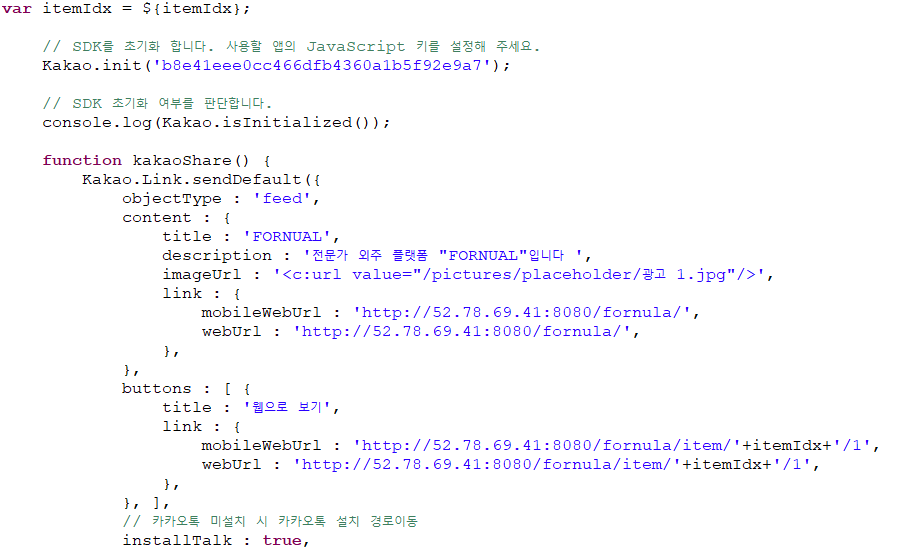 var itemIdx = ${itemIdx};
// SDK를 초기화 합니다. 사용할 앱의 JavaScript 키를 설정해 주세요.
Kakao.init('b8e41eee0cc466dfb4360a1b5f92e9a7');
// SDK 초기화 여부를 판단합니다.
console.log(Kakao.isInitialized());
function kakaoShare() {
Kakao.Link.sendDefault({
objectType : 'feed',
content : {
title : 'FORNUAL',
description : '전문가 외주 플랫폼 "FORNUAL"입니다 ',
imageUrl : '<c:url value="/pictures/placeholder/광고 1.jpg"/>',
link : {
mobileWebUrl : 'http://52.78.69.41:8080/fornula/',
webUrl : 'http://52.78.69.41:8080/fornula/',
},
},
buttons : [ {
title : '웹으로 보기',
link : {
mobileWebUrl : 'http://52.78.69.41:8080/fornula/item/'+itemIdx+'/1',
webUrl : 'http://52.78.69.41:8080/fornula/item/'+itemIdx+'/1',
},
}, ],
// 카카오톡 미설치 시 카카오톡 설치 경로이동
installTalk : true,